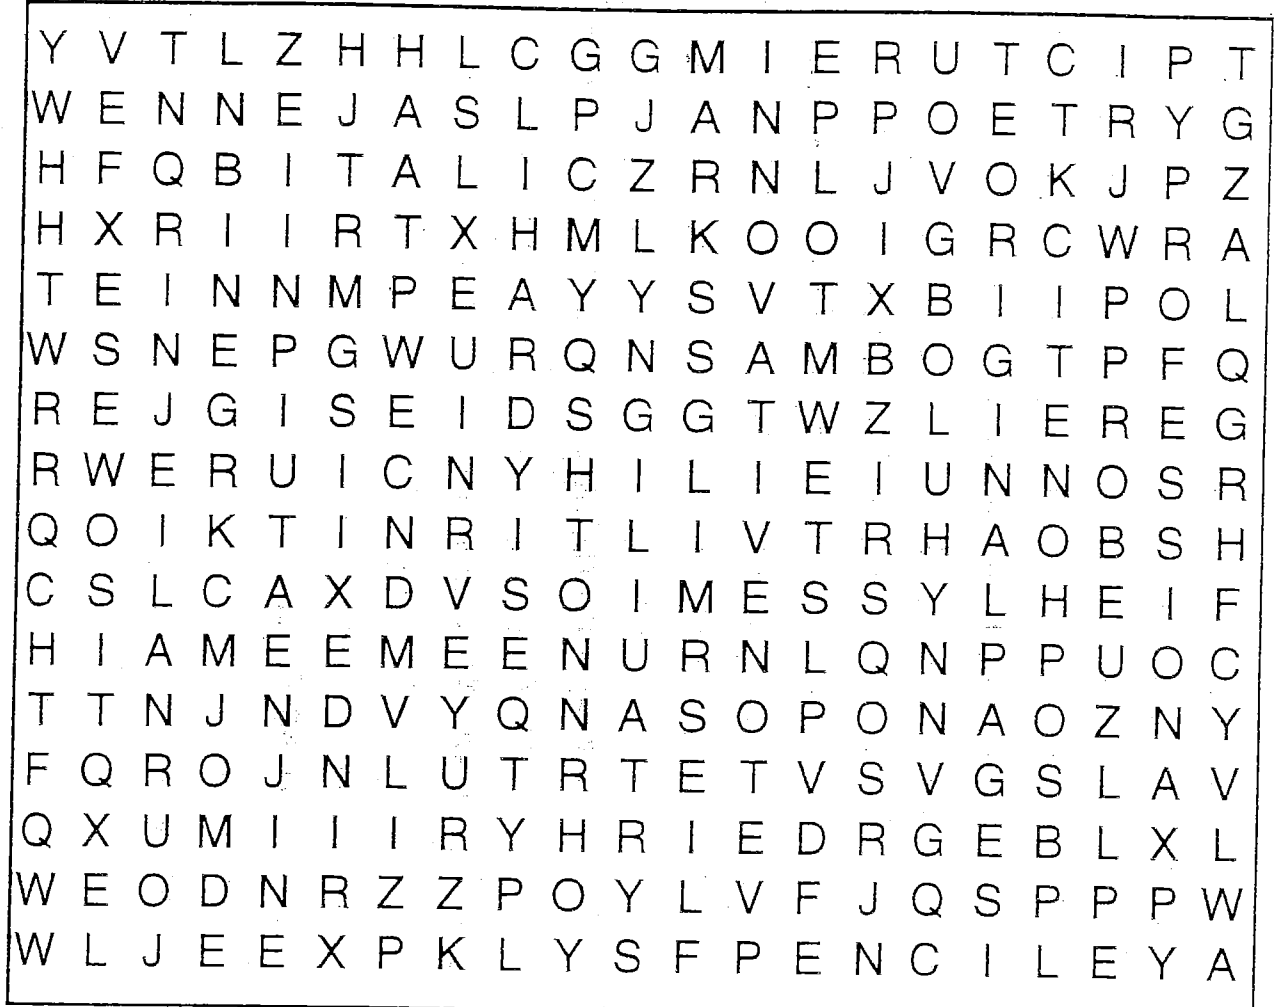 Y V T L Z H H L C G G M I E R U T C I P T
W E N N E J A S L P J A N P P O E T R Y G
H F Q B I T A L I C Z R N L J V O K J P Z
H X R I I R T X H M L K O O I G R C W R A
T E I N N M P E A Y Y S V T X B I I P O L
W S N E P G W U R Q N S A M B O G T P F Q
R E J G I S E I D S G G T W Z L I E R E G
R W E R U I C N Y H I L I E I U N N O S R
Q O I K T I N R I T L I V T R H A O B S H
C S L C A X D V S O I M E S S Y L H E I F
H I A M E E M E E N U R N L Q N P P U O C
T T N J N D V Y Q N A S O P O N A O Z N Y
F Q R O J N L U T R T E T V S V G S L A V
Q X U M I I I R Y H R I E D R G E B L X L
W E O D N R Z Z P O Y L V F J Q S P P P W
W L J E E X P K L Y S F P E N C I L E Y A